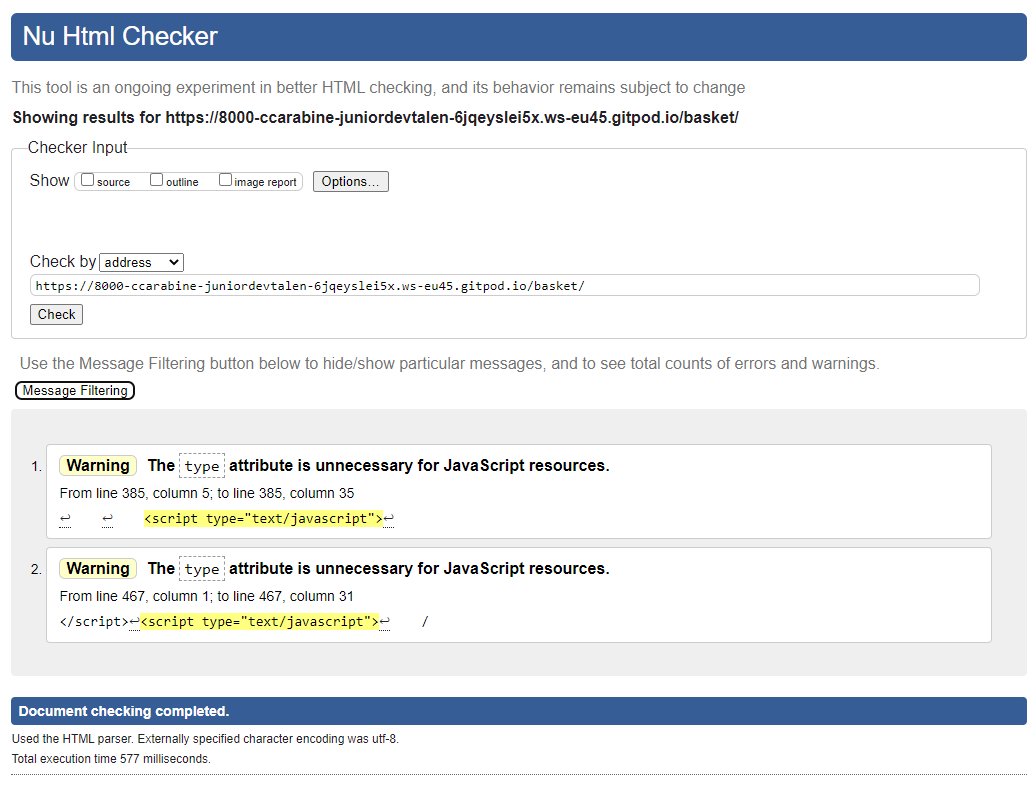 Nu Html Checker
This tool is an ongoing experiment in better HTML checking, and its behavior remains subject to change
Showing results for https://8000-ccarabine-juniordevtalen-6jqeyslei5x.ws-eu45.gitpod.io/basket/
Checker Input
Show source outline image report Options...
Check by address
https://8000-ccarabine-juniordevtalen-6jqeyslei5x.ws-eu45.gitpod.io/basket/
Check
Use the Message Filtering button below to hide/show particular messages, and to see total counts of errors and warnings.
Message Filtering
1. Warning The type attribute is unnecessary for JavaScript resources.
From line 385, column 5; to line 385, column 35
↩ ↩ <script type="text/javascript">↩
2. Warning The type attribute is unnecessary for JavaScript resources.
From line 467, column 1; to line 467, column 31
</script>↩<script type="text/javascript">↩ /
Document checking completed.
Used the HTML parser. Externally specified character encoding was utf-8.
Total execution time 577 milliseconds.